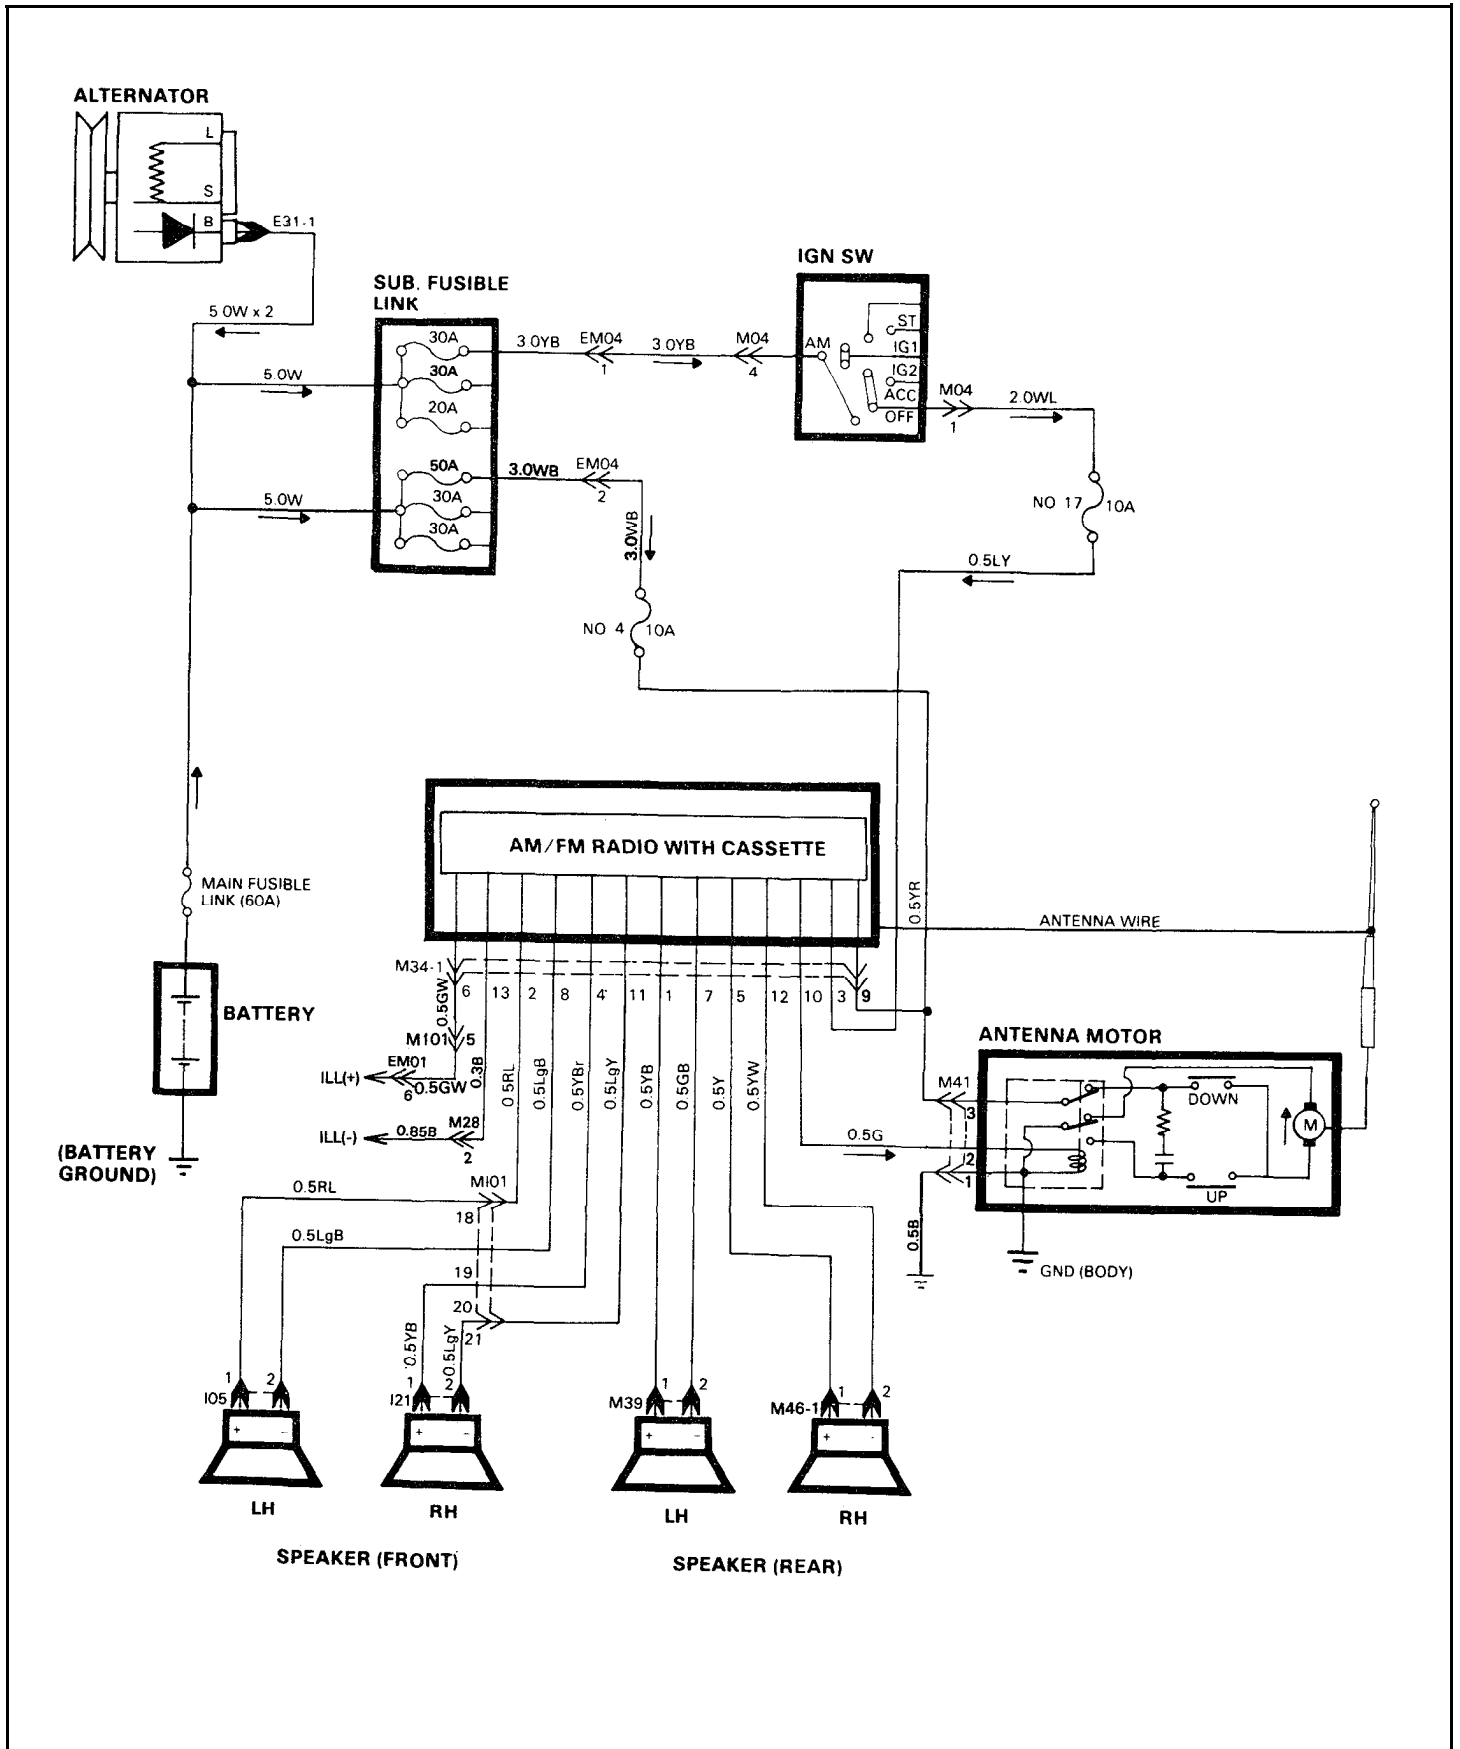 ALTERNATOR
L
S
B
E31-1
5.0W x 2
SUB. FUSIBLE
LINK
30A
30A
20A
50A
30A
30A
5.0W
5.0W
3.0YB
EM04
1
3.0YB
M04
4
IGN SW
AM
ST
IG1
IG2
ACC
OFF
M04
1
2.0WL
NO 17
10A
0.5LY
3.0WB
EM04
2
3.0WB
NO 4
10A
MAIN FUSIBLE
LINK (60A)
BATTERY
(BATTERY
GROUND)
AM/FM RADIO WITH CASSETTE
0.5YR
ANTENNA WIRE
M34-1
6
13
2
8
4
11
1
7
5
12
10
3
9
0.5GW
M101
5
EM01
ILL(+)
6
0.5GW
0.3B
0.5RL
0.5LgB
0.5YBr
0.5LgY
0.5YB
0.5GB
0.5Y
0.5YW
M28
ILL(-)
0.85B
2
ANTENNA MOTOR
M41
3
2
1
0.5G
0.5B
DOWN
UP
M
GND (BODY)
0.5RL
MI01
18
0.5LgB
19
20
21
0.5YB
0.5LgY
1
2
I05
+
-
1
2
I21
+
-
1
2
M39
+
-
1
2
M46-1
+
-
LH
RH
LH
RH
SPEAKER (FRONT)
SPEAKER (REAR)